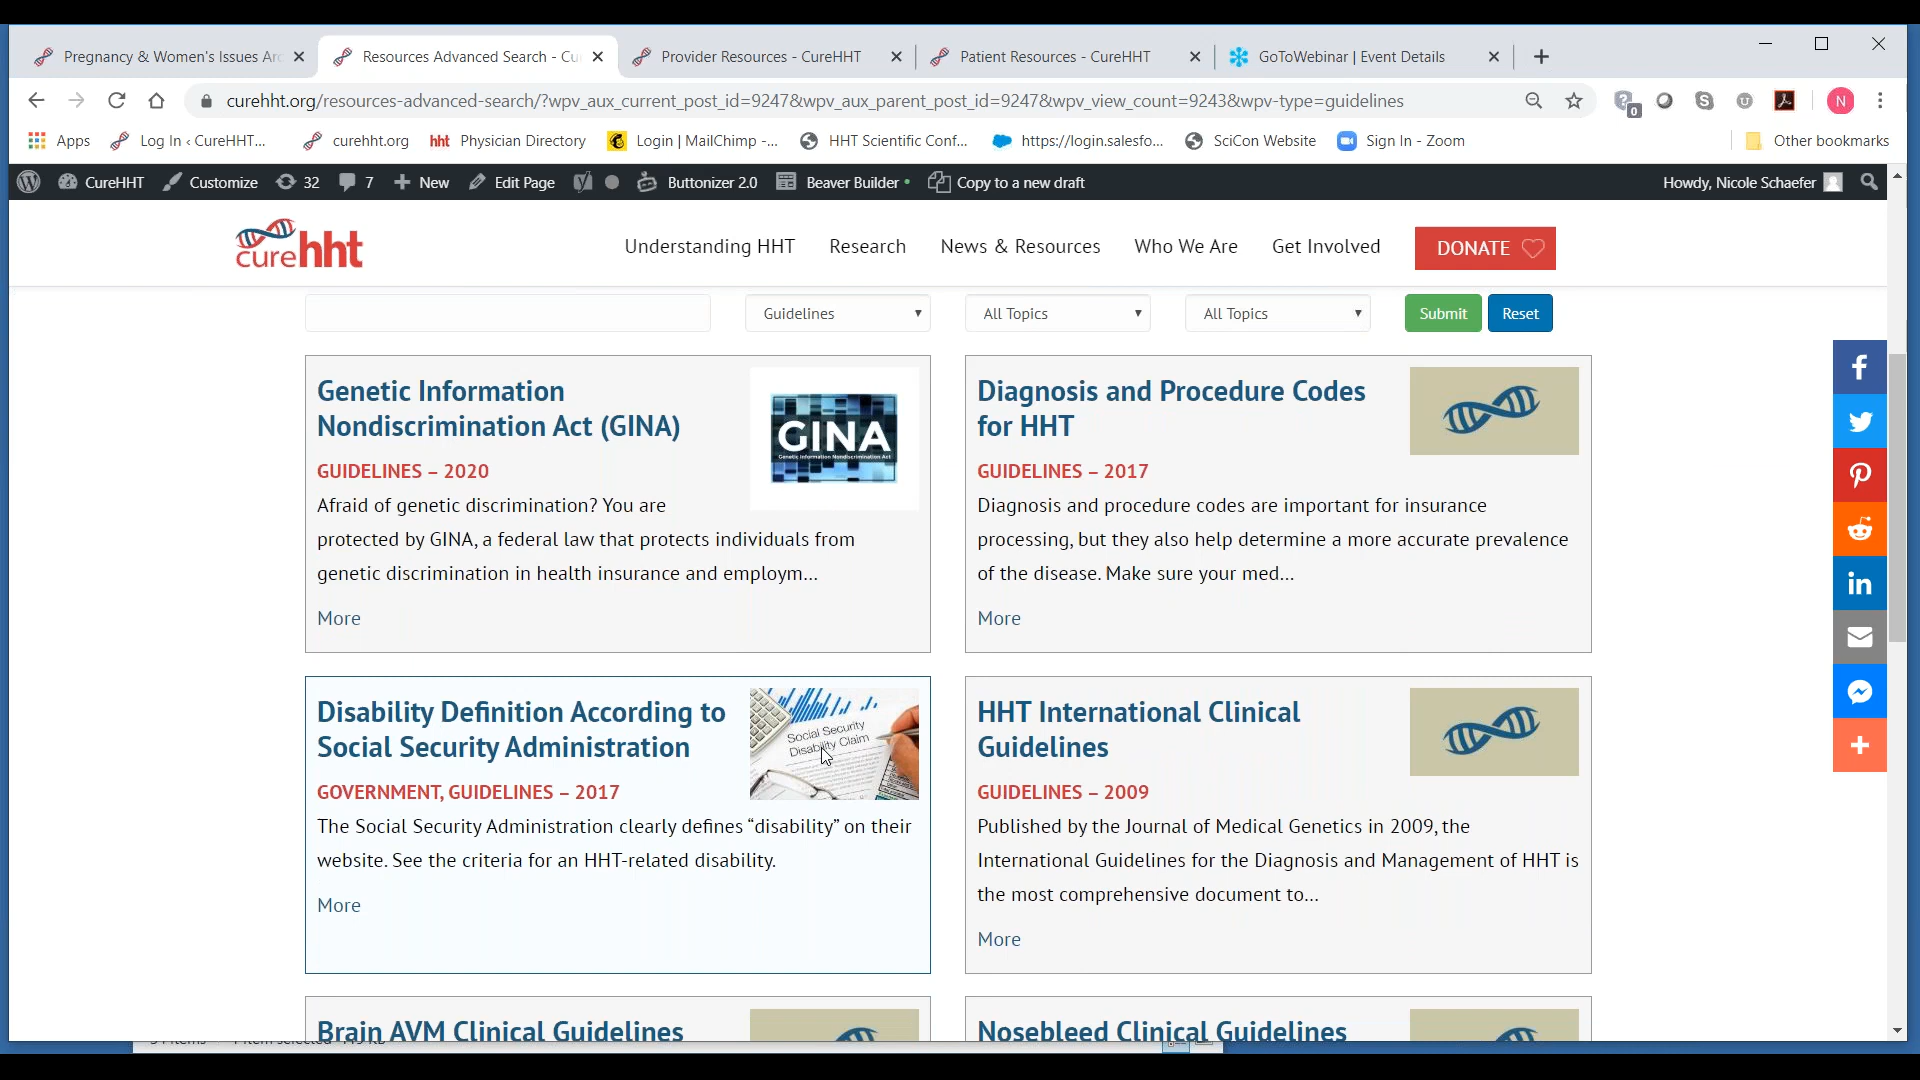 Pregnancy & Women's Issues Arc
Resources Advanced Search - Cu
Provider Resources - CureHHT
Patient Resources - CureHHT
GoToWebinar | Event Details
curehht.org/resources-advanced-search/?wpv_aux_current_post_id=9247&wpv_aux_parent_post_id=9247&wpv_view_count=9243&wpv-type=guidelines
0
N
Apps
Log In ‹ CureHHT...
curehht.org
hht Physician Directory
Login | MailChimp -...
HHT Scientific Conf...
https://login.salesfo...
SciCon Website
Sign In - Zoom
Other bookmarks
CureHHT
Customize
32
7
New
Edit Page
Buttonizer 2.0
Beaver Builder
Copy to a new draft
Howdy, Nicole Schaefer
curehht
Understanding HHT
Research
News & Resources
Who We Are
Get Involved
DONATE
Guidelines
All Topics
All Topics
Submit
Reset
Genetic Information
Nondiscrimination Act (GINA)
GUIDELINES – 2020
Afraid of genetic discrimination? You are
protected by GINA, a federal law that protects individuals from
genetic discrimination in health insurance and employm...
More
GINA
Genetic Information Nondiscrimination Act
Diagnosis and Procedure Codes
for HHT
GUIDELINES – 2017
Diagnosis and procedure codes are important for insurance
processing, but they also help determine a more accurate prevalence
of the disease. Make sure your med...
More
Disability Definition According to
Social Security Administration
GOVERNMENT, GUIDELINES – 2017
The Social Security Administration clearly defines “disability” on their
website. See the criteria for an HHT-related disability.
More
Social Security
Disability Claim
HHT International Clinical
Guidelines
GUIDELINES – 2009
Published by the Journal of Medical Genetics in 2009, the
International Guidelines for the Diagnosis and Management of HHT is
the most comprehensive document to...
More
Brain AVM Clinical Guidelines
Nosebleed Clinical Guidelines